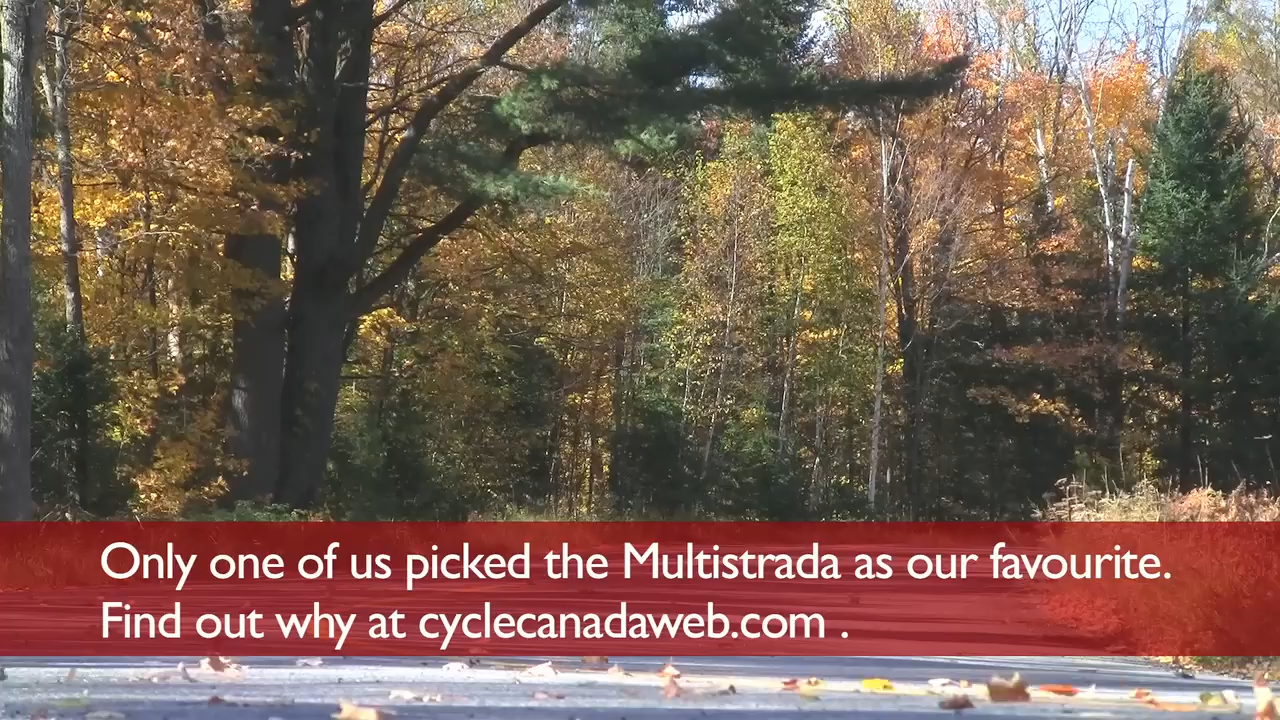 Only one of us picked the Multistrada as our favourite.
Find out why at cyclecanadaweb.com .